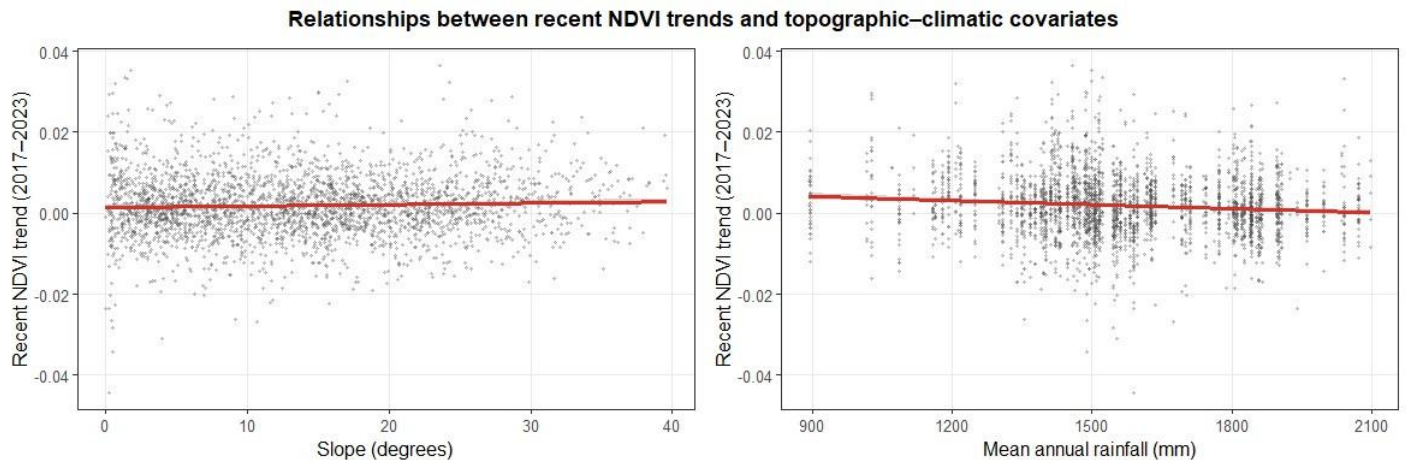 Relationships between recent NDVI trends and topographic–climatic covariates
Recent NDVI trend (2017–2023)
0.04
0.02
0.00
-0.02
-0.04
0 10 20 30 40
Slope (degrees)
Recent NDVI trend (2017–2023)
0.04
0.02
0.00
-0.02
-0.04
900 1200 1500 1800 2100
Mean annual rainfall (mm)